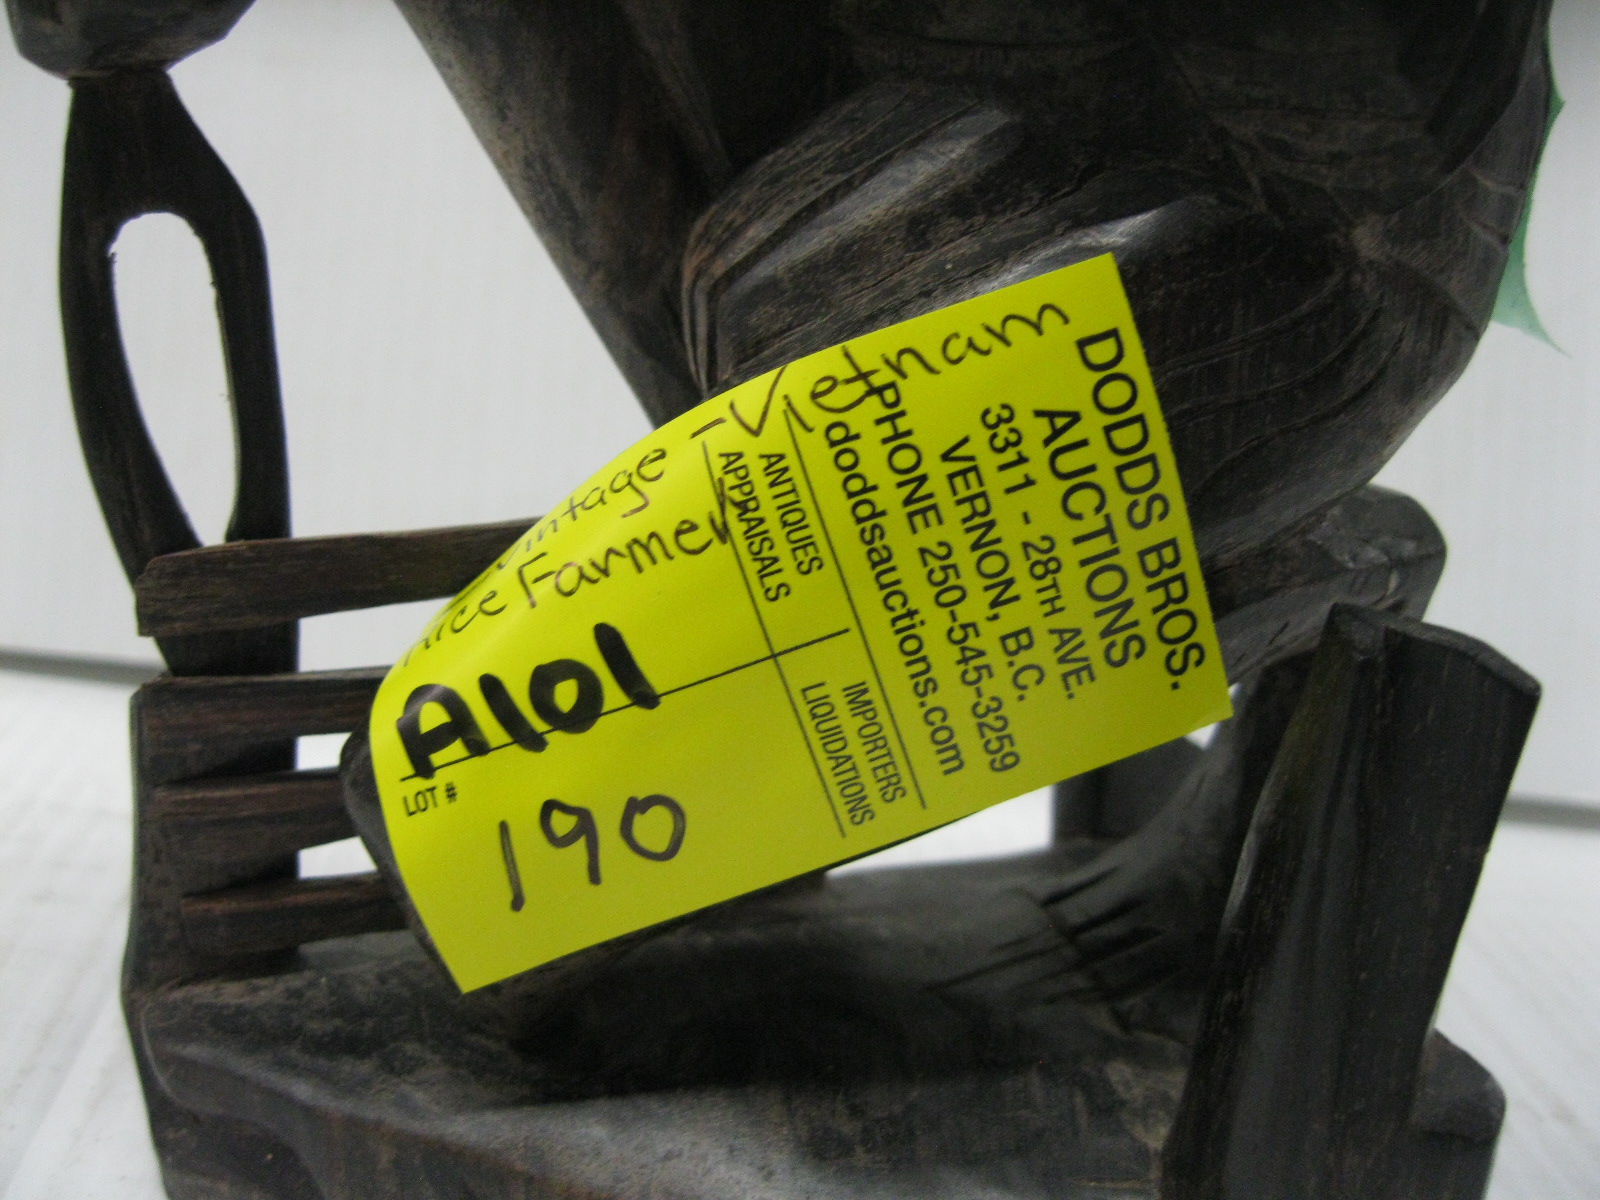 DODDS BROS.
AUCTIONS
3311 - 28TH AVE.
VERNON, B.C.
PHONE 250-545-3259
doddsauctions.com
ANTIQUES
APPRAISALS
IMPORTERS
LIQUIDATIONS
Vietnam
Vintage
Rice Farmer
A101
LOT #
190